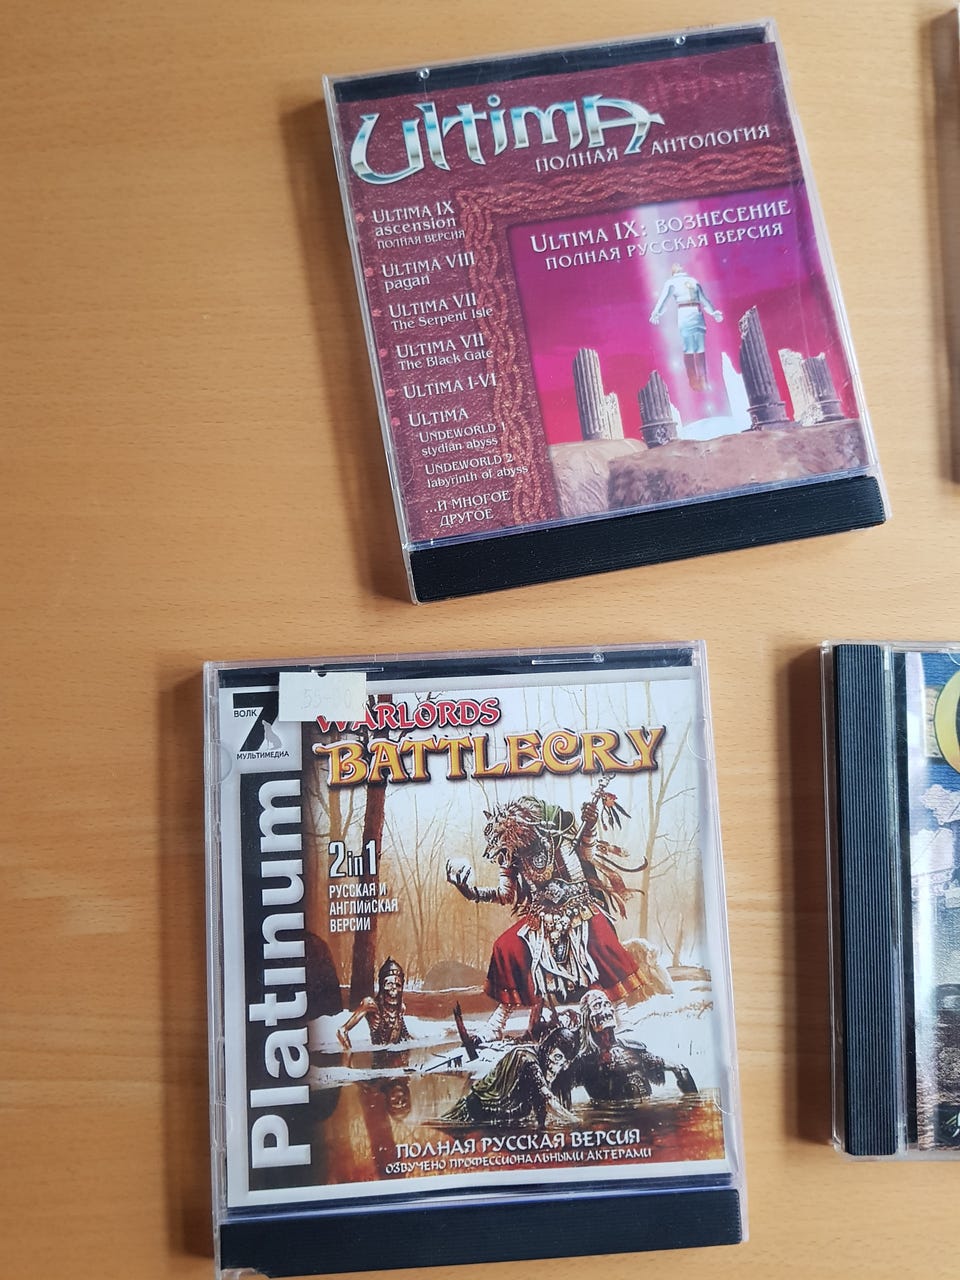 Ultima
ПОЛНАЯ АНТОЛОГИЯ
ULTIMA IX
ascension
ПОЛНАЯ ВЕРСИЯ
ULTIMA VIII
pagan
ULTIMA VII
The Serpent Isle
ULTIMA VII
The Black Gate
ULTIMA I-VI
ULTIMA
UNDEWORLD 1
stydian abyss
UNDEWORLD 2
labyrinth of abyss
...И МНОГОЕ
ДРУГОЕ
ULTIMA IX: ВОЗНЕСЕНИЕ
ПОЛНАЯ РУССКАЯ ВЕРСИЯ
7
ВОЛК
МУЛЬТИМЕДИА
55-00
WARLORDS
BATTLECRY
Platinum
2in1
РУССКАЯ И
АНГЛИйСКАЯ
ВЕРСИИ
ПОЛНАЯ РУССКАЯ ВЕРСИЯ
ОЗВУЧЕНО ПРОФЕССИОНАЛЬНЫМИ АКТЕРАМИ